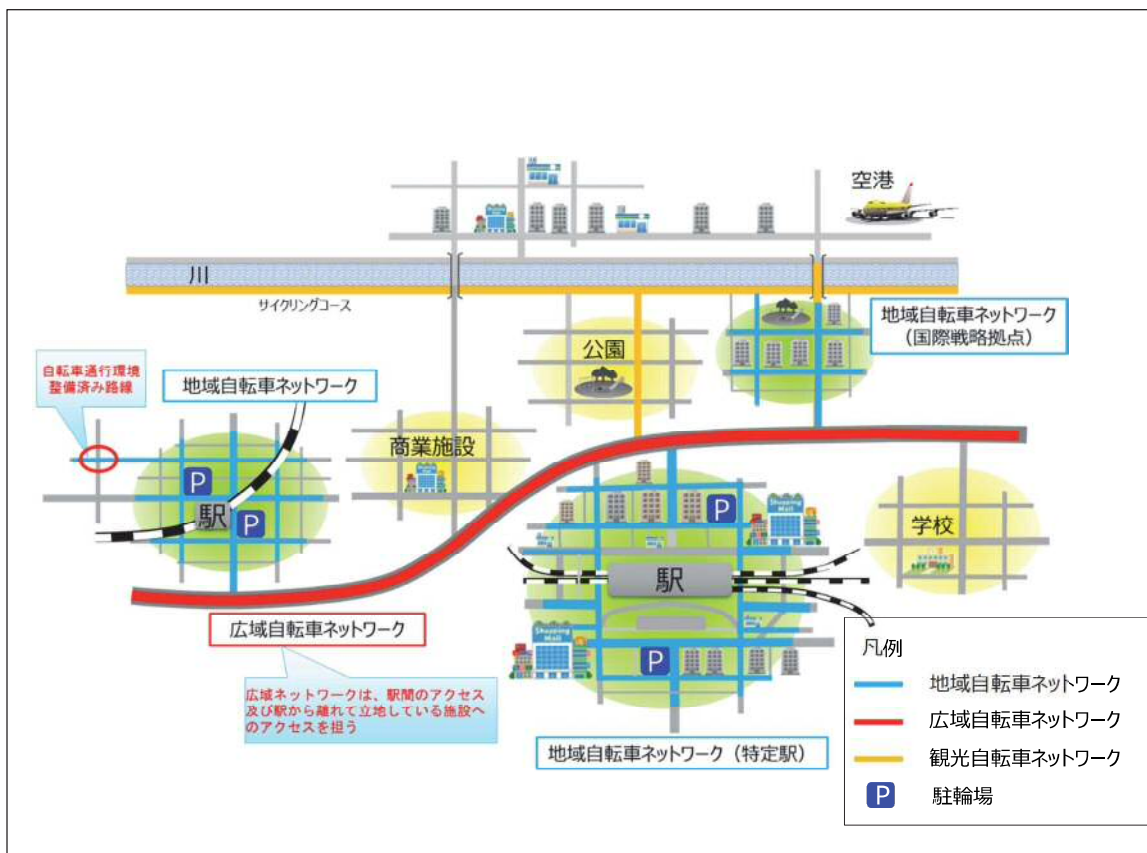 空港
川
サイクリングコース
地域自転車ネットワーク
（国際戦略拠点）
公園
自転車通行環境
整備済み路線
地域自転車ネットワーク
商業施設
P
駅
P
P
Shopping
Mall
学校
駅
広域自転車ネットワーク
Shopping
Mall
P
広域ネットワークは、駅間のアクセス
及び駅から離れて立地している施設へ
のアクセスを担う
地域自転車ネットワーク（特定駅）
凡例
地域自転車ネットワーク
広域自転車ネットワーク
観光自転車ネットワーク
P
駐輪場